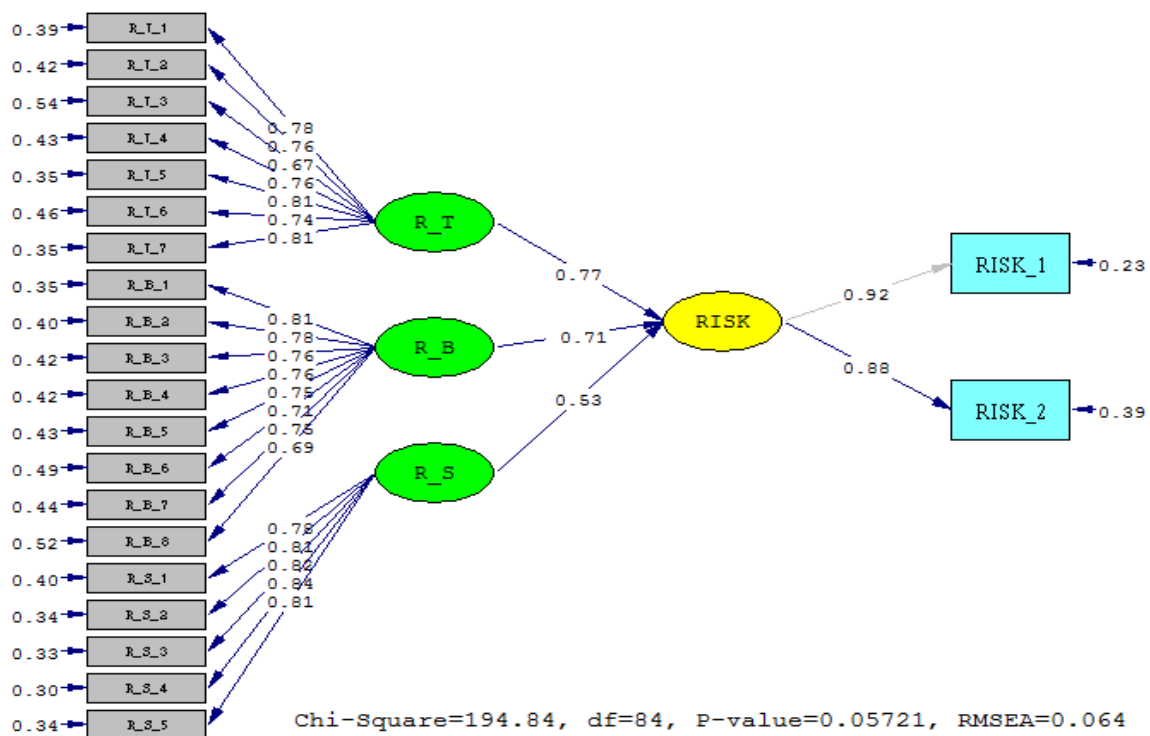 0.39 R_T_1
0.42 R_T_2
0.54 R_T_3
0.43 R_T_4
0.35 R_T_5
0.46 R_T_6
0.35 R_T_7
0.35 R_B_1
0.40 R_B_2
0.42 R_B_3
0.42 R_B_4
0.43 R_B_5
0.49 R_B_6
0.44 R_B_7
0.52 R_B_8
0.40 R_S_1
0.34 R_S_2
0.33 R_S_3
0.30 R_S_4
0.34 R_S_5
0.78
0.76
0.67
0.76
0.81
0.74
0.81
0.81
0.78
0.76
0.76
0.75
0.71
0.75
0.69
0.78
0.81
0.82
0.84
0.81
R_T
R_B
R_S
0.77
0.71
0.53
RISK
0.92
0.88
RISK_1 0.23
RISK_2 0.39
Chi-Square=194.84, df=84, P-value=0.05721, RMSEA=0.064